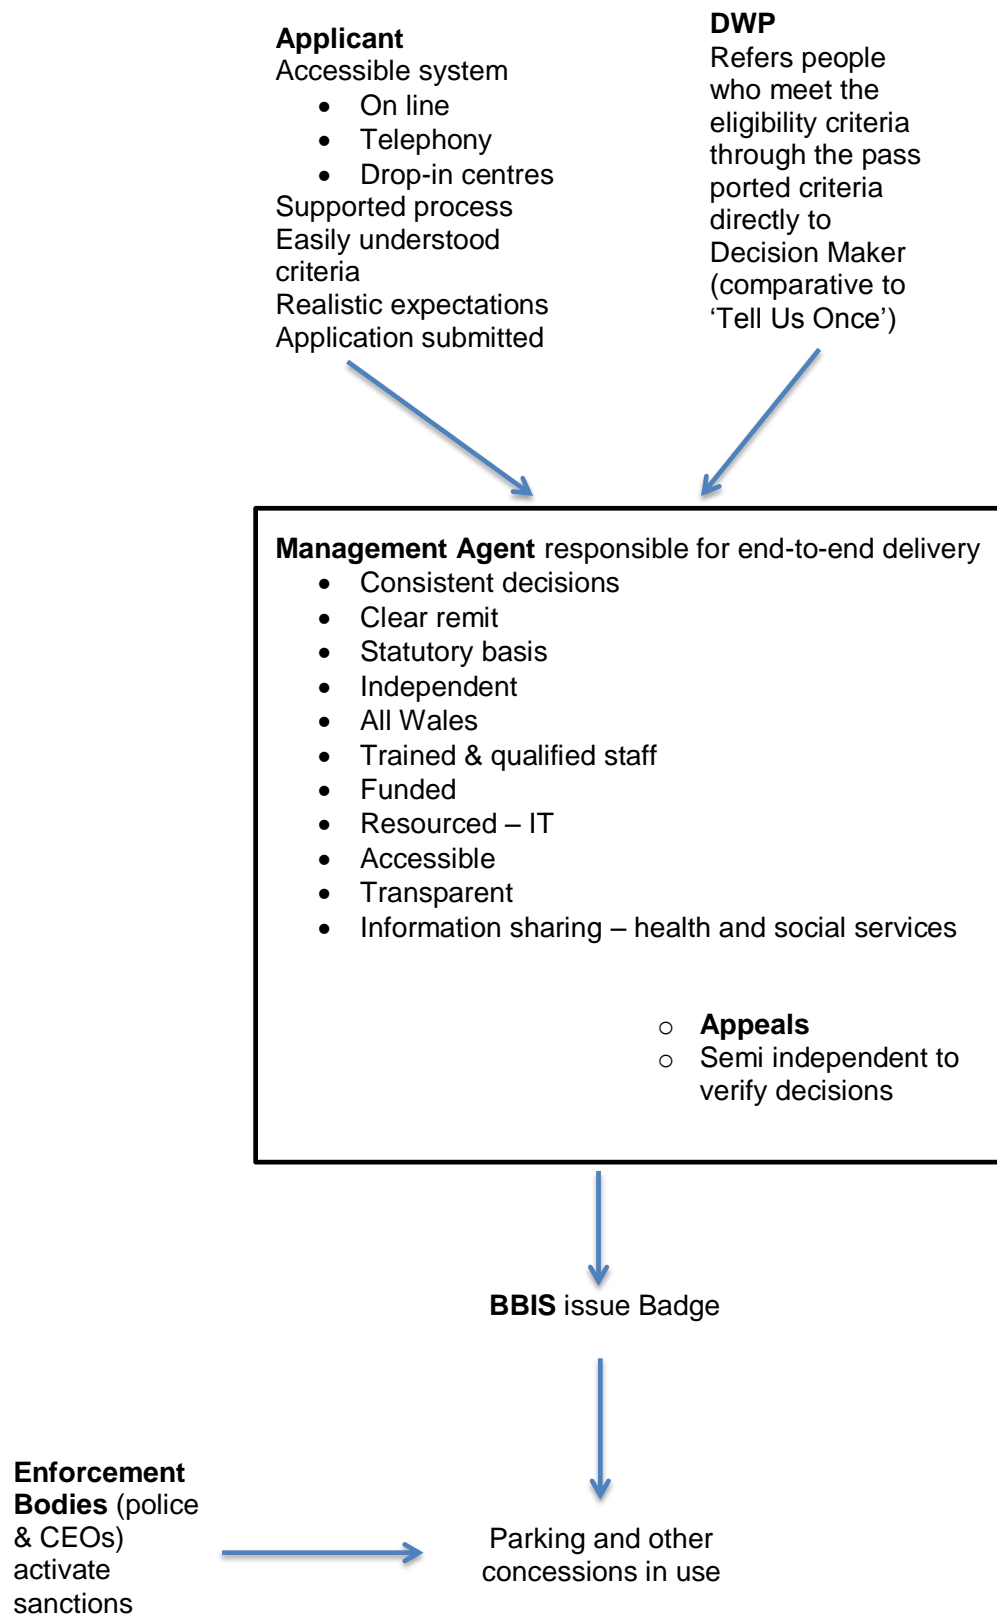 Applicant
Accessible system
• On line
• Telephony
• Drop-in centres
Supported process
Easily understood
criteria
Realistic expectations
Application submitted
DWP
Refers people
who meet the
eligibility criteria
through the pass
ported criteria
directly to
Decision Maker
(comparative to
‘Tell Us Once’)
Management Agent responsible for end-to-end delivery
• Consistent decisions
• Clear remit
• Statutory basis
• Independent
• All Wales
• Trained & qualified staff
• Funded
• Resourced – IT
• Accessible
• Transparent
• Information sharing – health and social services
○ Appeals
○ Semi independent to
verify decisions
BBIS issue Badge
Enforcement
Bodies (police
& CEOs)
activate
sanctions
Parking and other
concessions in use